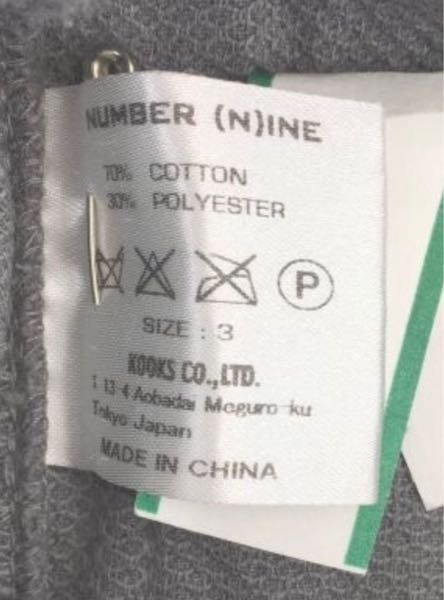 NUMBER (N)INE
70% COTTON
30% POLYESTER
P
SIZE : 3
KOOKS CO.,LTD.
1 13 4 Aobadai Meguro-ku
Tokyo Japan
MADE IN CHINA